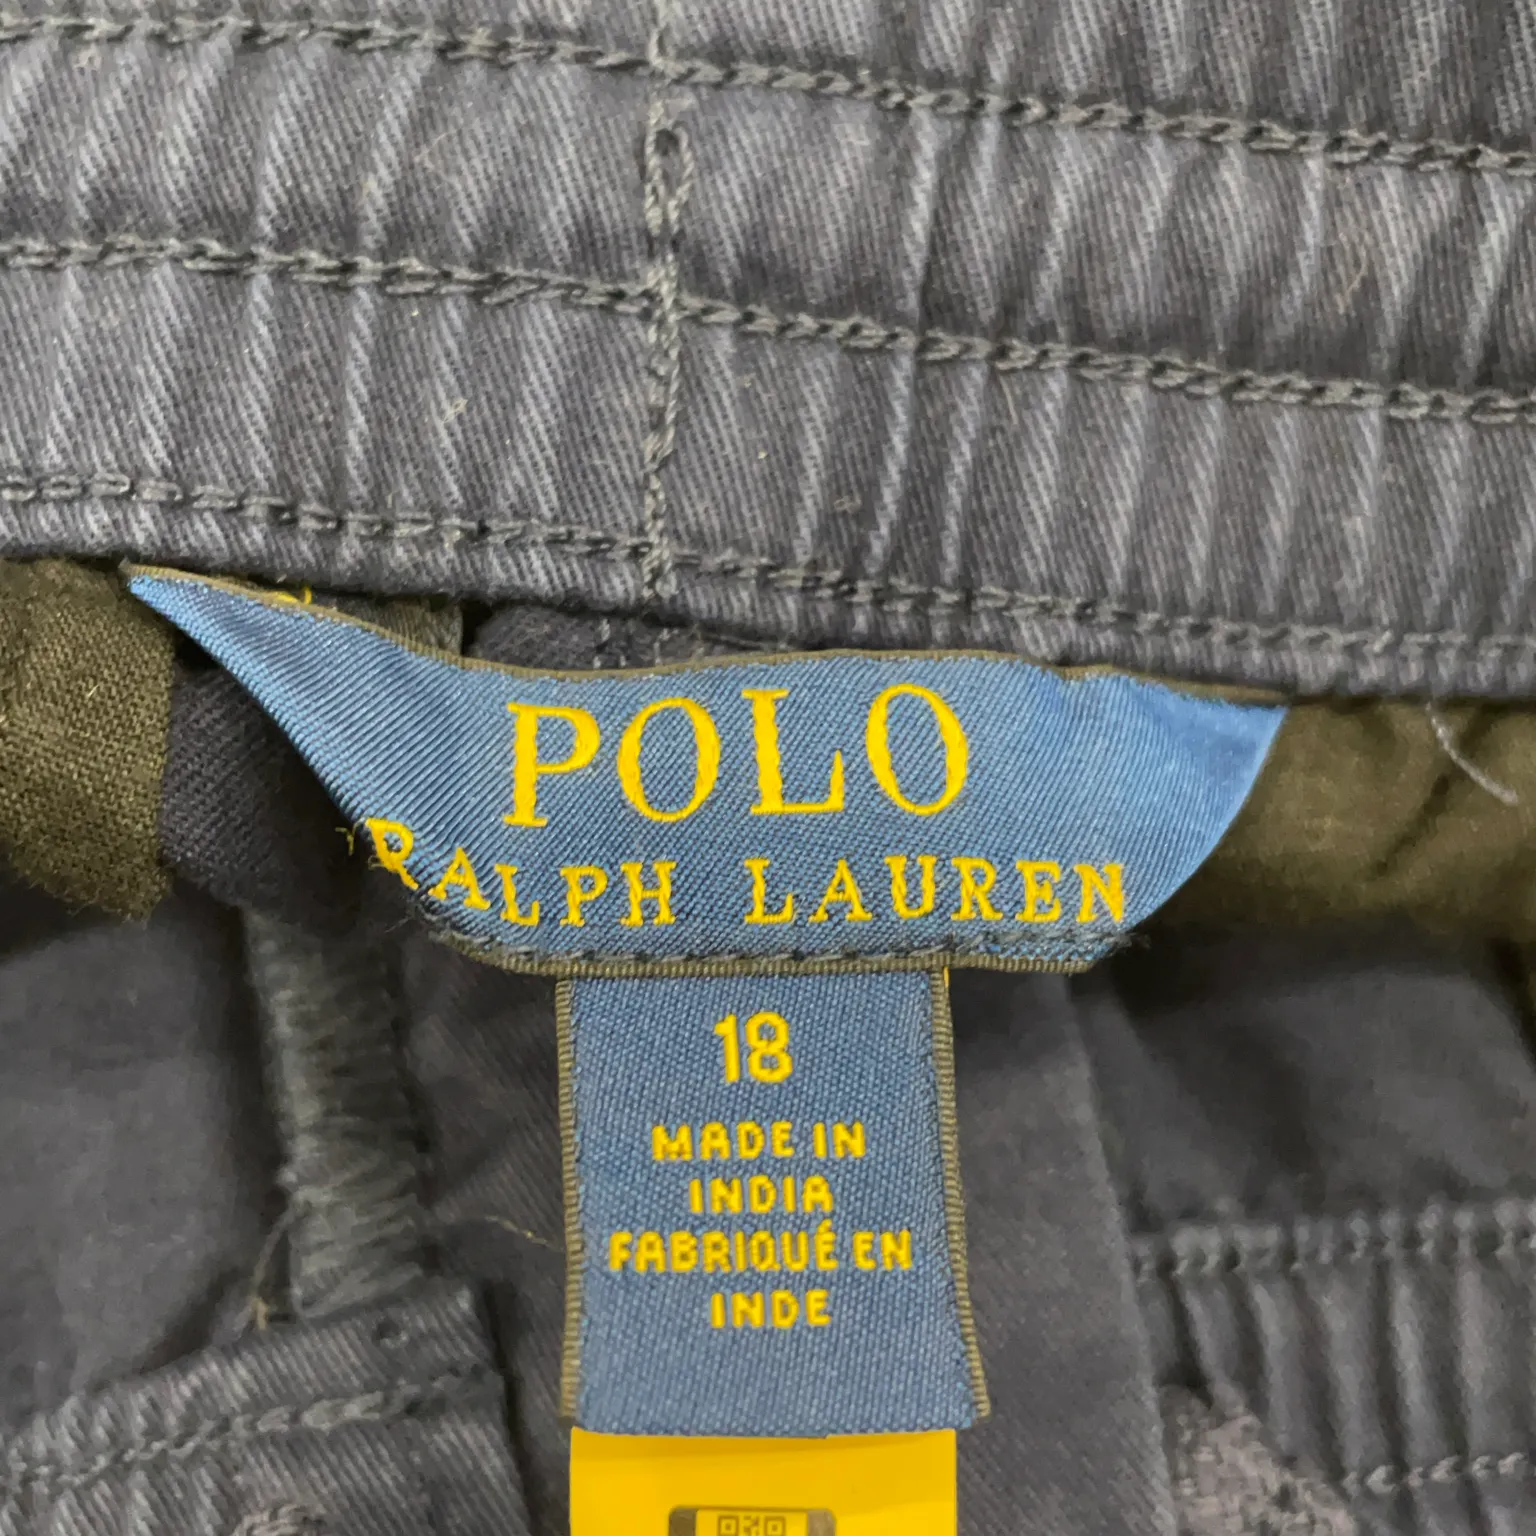 POLO
RALPH LAUREN
18
MADE IN
INDIA
FABRIQUÉ EN
INDE